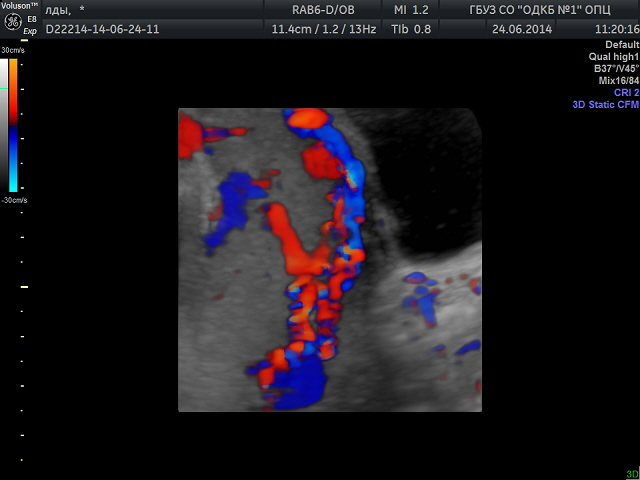 Voluson™
E8
Exp
лды, *
RAB6-D/OB
MI 1.2
ГБУЗ СО "ОДКБ №1" ОПЦ
D22214-14-06-24-11
11.4cm / 1.2 / 13Hz
TIb 0.8
24.06.2014
11:20:16
30cm/s
-30cm/s
Default
Qual high1
B37°/V45°
Mix16/84
CRI 2
3D Static CFM
3D